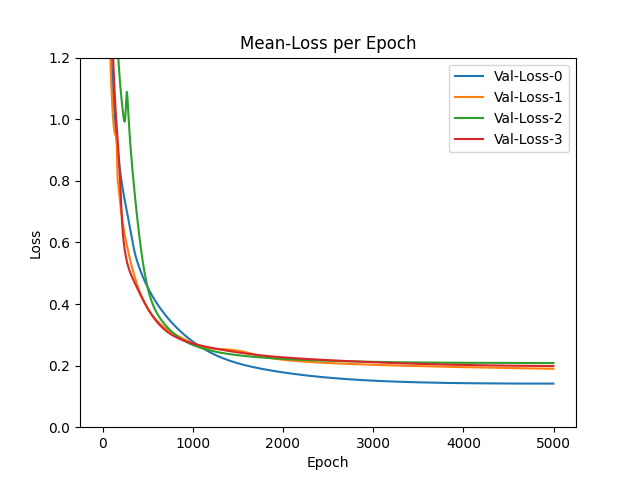 Mean-Loss per Epoch
Loss
1.2
1.0
0.8
0.6
0.4
0.2
0.0
Val-Loss-0
Val-Loss-1
Val-Loss-2
Val-Loss-3
0 1000 2000 3000 4000 5000
Epoch